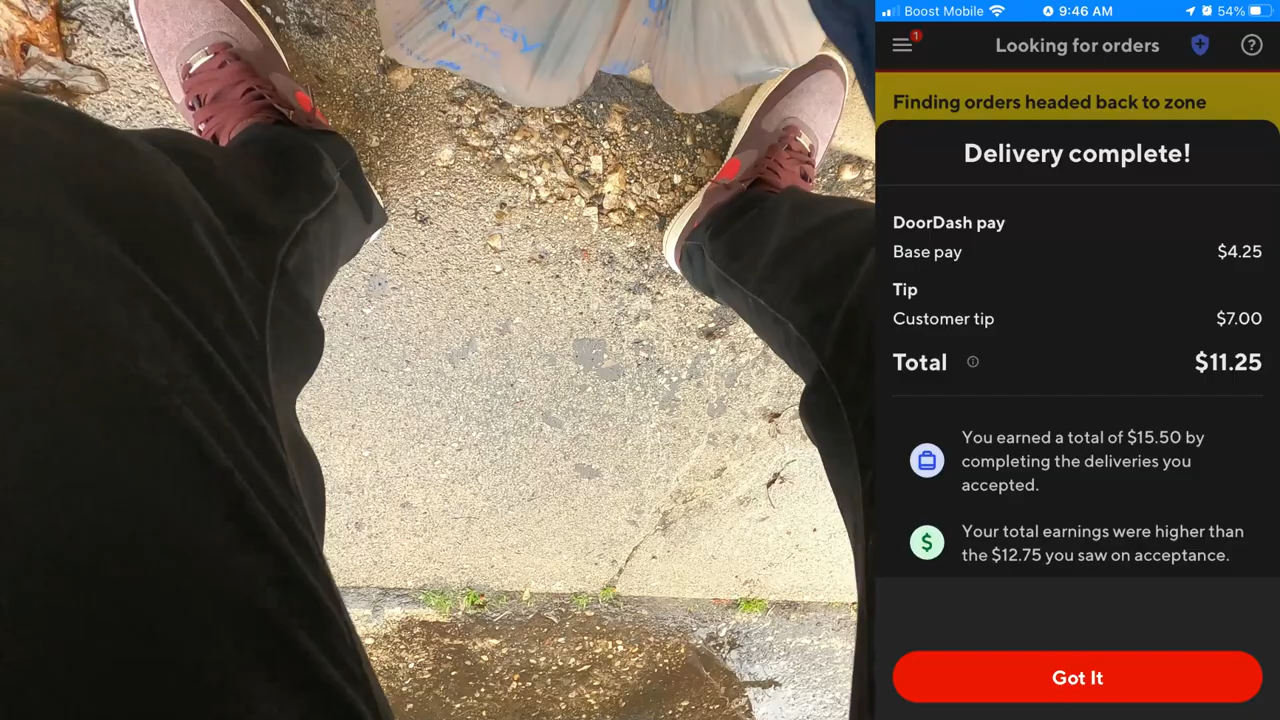 Boost Mobile 9:46 AM 54%
1
Looking for orders
?
Finding orders headed back to zone
Delivery complete!
DoorDash pay
Base pay $4.25
Tip
Customer tip $7.00
Total $11.25
You earned a total of $15.50 by
completing the deliveries you
accepted.
$
Your total earnings were higher than
the $12.75 you saw on acceptance.
Got It